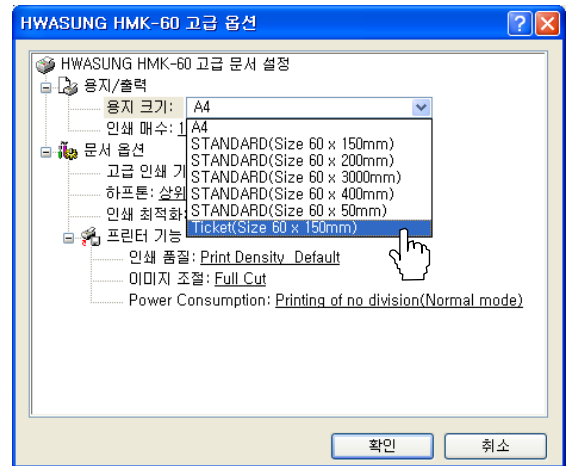 HWASUNG HMK-60 고급 옵션
HWASUNG HMK-60 고급 문서 설정
용지/출력
용지 크기: A4
인쇄 매수: 1
A4
STANDARD(Size 60 x 150mm)
STANDARD(Size 60 x 200mm)
STANDARD(Size 60 x 3000mm)
STANDARD(Size 60 x 400mm)
STANDARD(Size 60 x 50mm)
Ticket(Size 60 x 150mm)
문서 옵션
고급 인쇄 기
하프톤: 상위
인쇄 최적화:
프린터 기능
인쇄 품질: Print Density Default
이미지 조절: Full Cut
Power Consumption: Printing of no division(Normal mode)
확인
취소